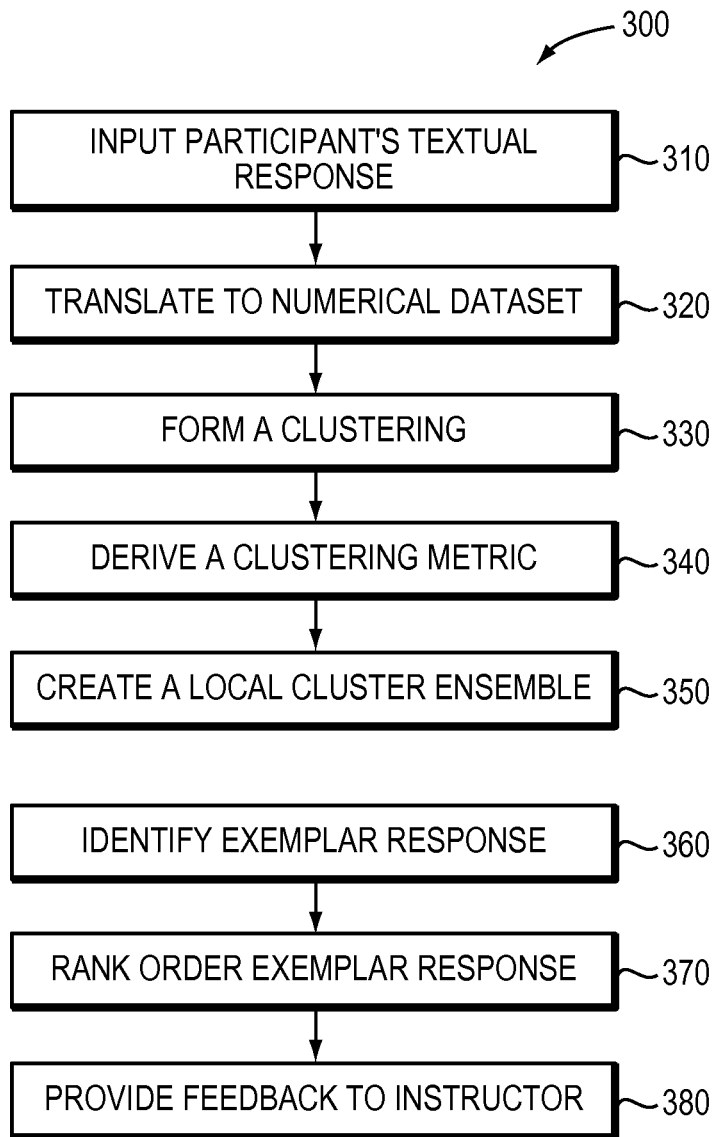 300
INPUT PARTICIPANT'S TEXTUAL
RESPONSE
310
TRANSLATE TO NUMERICAL DATASET
320
FORM A CLUSTERING
330
DERIVE A CLUSTERING METRIC
340
CREATE A LOCAL CLUSTER ENSEMBLE
350
IDENTIFY EXEMPLAR RESPONSE
360
RANK ORDER EXEMPLAR RESPONSE
370
PROVIDE FEEDBACK TO INSTRUCTOR
380